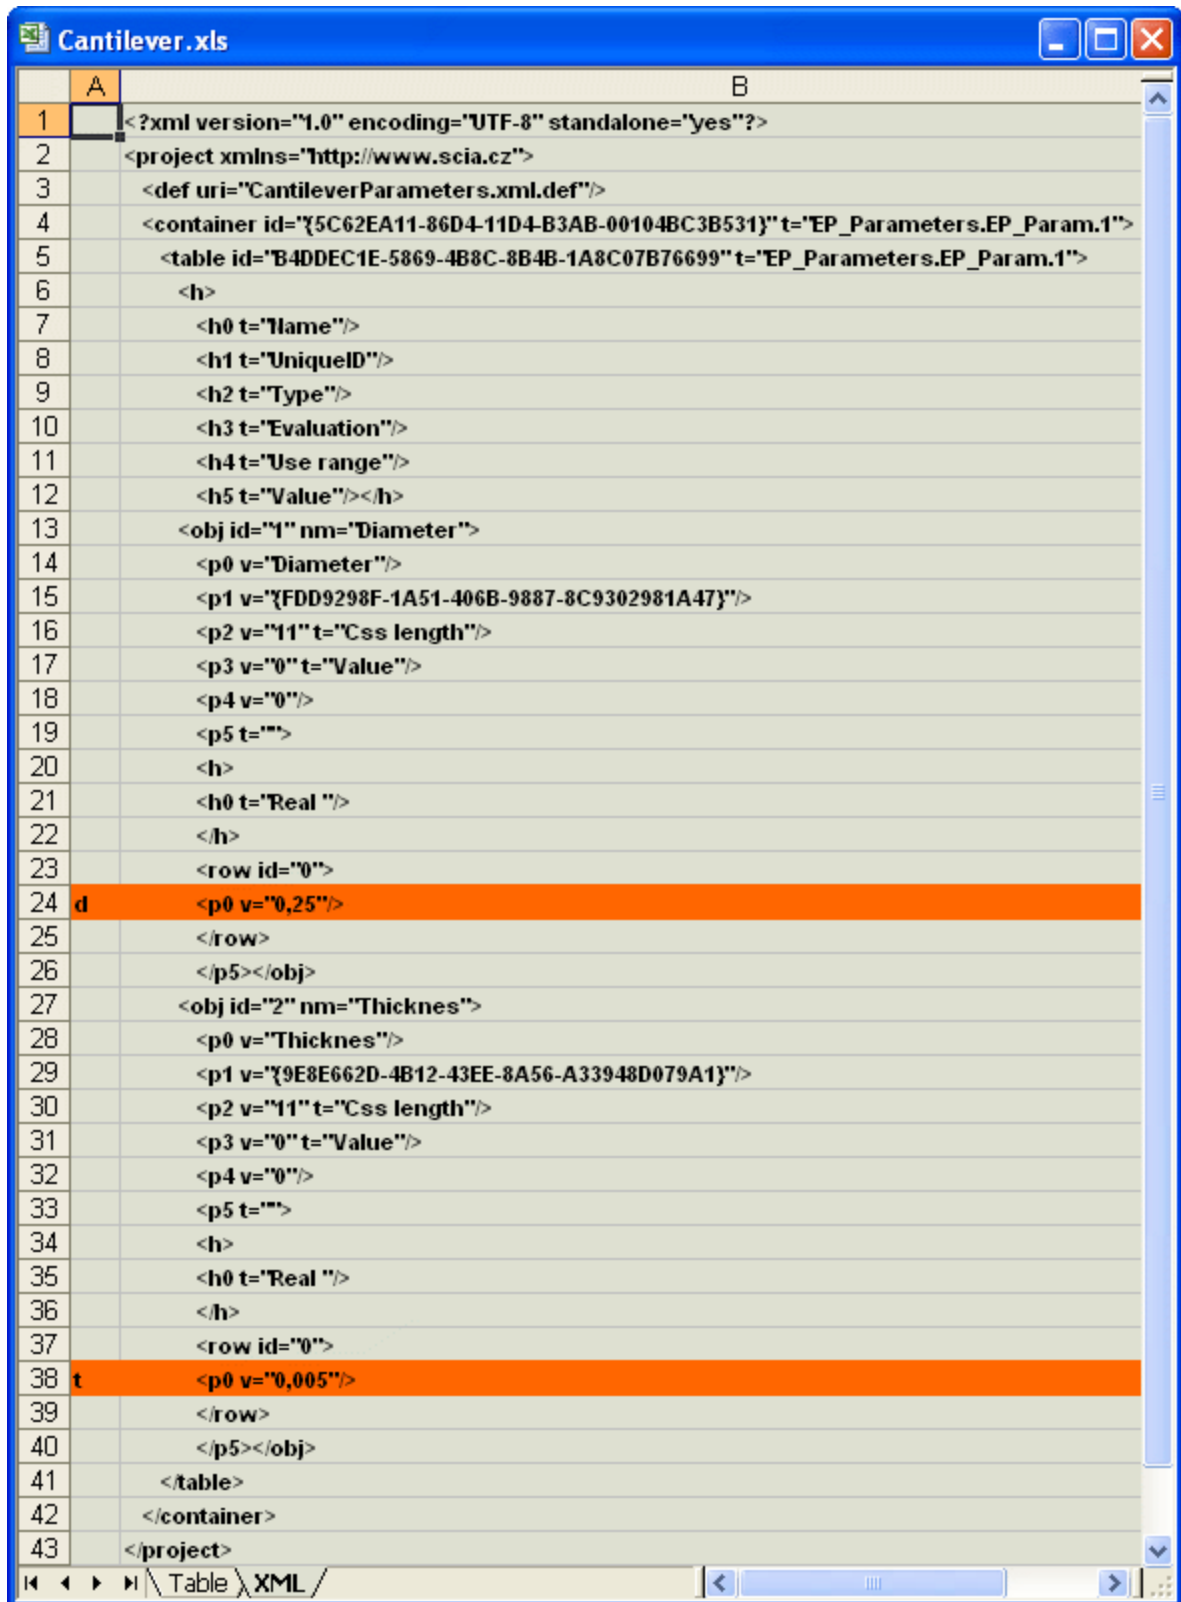 Cantilever.xls
A B
1 <?xml version="1.0" encoding="UTF-8" standalone="yes"?>
2 <project xmlns="http://www.scia.cz">
3 <def uri="CantileverParameters.xml.def"/>
4 <container id="{5C62EA11-86D4-11D4-B3AB-00104BC3B531}" t="EP_Parameters.EP_Param.1">
5 <table id="B4DDEC1E-5869-4B8C-8B4B-1A8C07B76699" t="EP_Parameters.EP_Param.1">
6 <h>
7 <h0 t="Name"/>
8 <h1 t="UniqueID"/>
9 <h2 t="Type"/>
10 <h3 t="Evaluation"/>
11 <h4 t="Use range"/>
12 <h5 t="Value"/></h>
13 <obj id="1" nm="Diameter">
14 <p0 v="Diameter"/>
15 <p1 v="{FDD9298F-1A51-406B-9887-8C9302981A47}"/>
16 <p2 v="11" t="Css length"/>
17 <p3 v="0" t="Value"/>
18 <p4 v="0"/>
19 <p5 t="">
20 <h>
21 <h0 t="Real "/>
22 </h>
23 <row id="0">
24 d <p0 v="0,25"/>
25 </row>
26 </p5></obj>
27 <obj id="2" nm="Thicknes">
28 <p0 v="Thicknes"/>
29 <p1 v="{9E8E662D-4B12-43EE-8A56-A33948D079A1}"/>
30 <p2 v="11" t="Css length"/>
31 <p3 v="0" t="Value"/>
32 <p4 v="0"/>
33 <p5 t="">
34 <h>
35 <h0 t="Real "/>
36 </h>
37 <row id="0">
38 t <p0 v="0,005"/>
39 </row>
40 </p5></obj>
41 </table>
42 </container>
43 </project>
Table XML